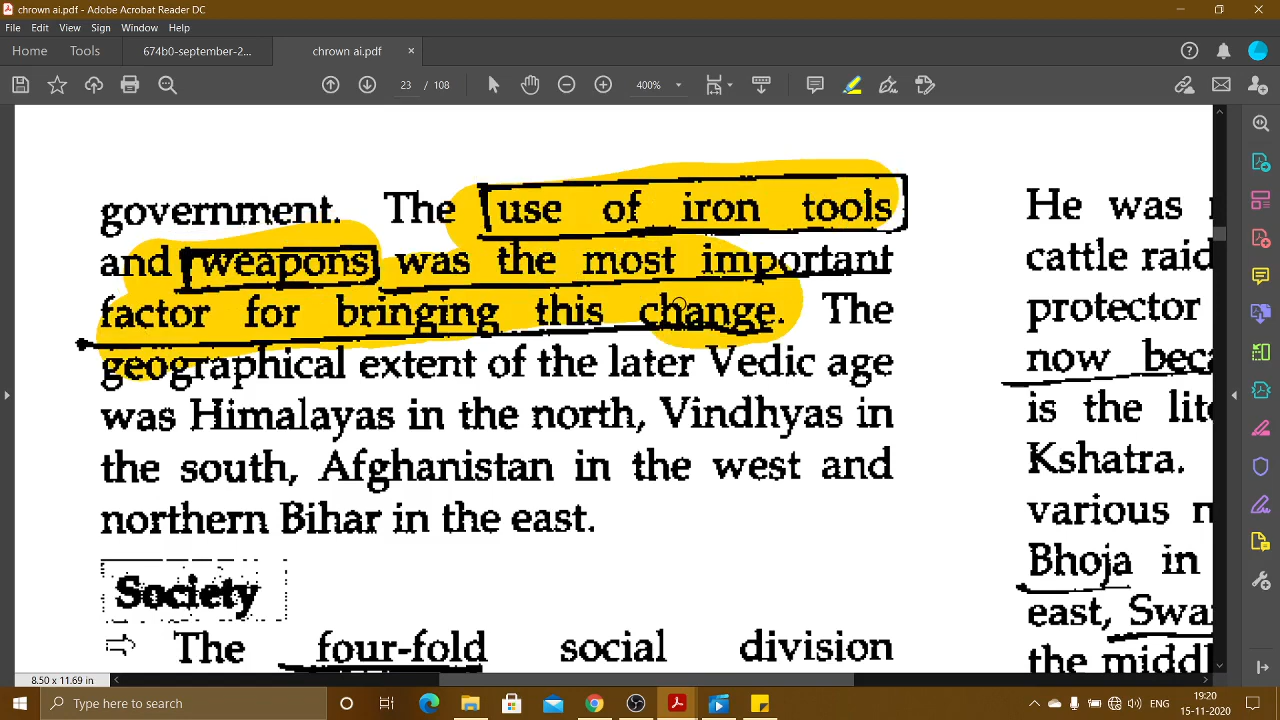 chrown ai.pdf - Adobe Acrobat Reader DC
File Edit View Sign Window Help
Home Tools 674b0-september-2... chrown ai.pdf ×
23 / 108 400%
government. The use of iron tools
and weapons was the most important
factor for bringing this change. The
geographical extent of the later Vedic age
was Himalayas in the north, Vindhyas in
the south, Afghanistan in the west and
northern Bihar in the east.
Society
⇒ The four-fold social division
He was
cattle raid
protector
now beca
is the lite
Kshatra.
various
Bhoja in
east, Swa
the middl
8.50 x 11.69 in
Type here to search
19:20
15-11-2020